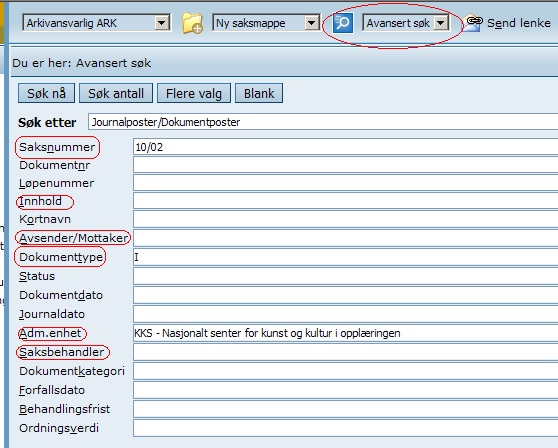 Arkivansvarlig ARK Ny saksmappe Avansert søk Send lenke
Du er her: Avansert søk
Søk nå Søk antall Flere valg Blank
Søk etter Journalposter/Dokumentposter
Saksnummer 10/02
Dokumentnr
Løpenummer
Innhold
Kortnavn
Avsender/Mottaker
Dokumenttype I
Status
Dokumentdato
Journaldato
Adm.enhet KKS - Nasjonalt senter for kunst og kultur i opplæringen
Saksbehandler
Dokumentkategori
Forfallsdato
Behandlingsfrist
Ordningsverdi